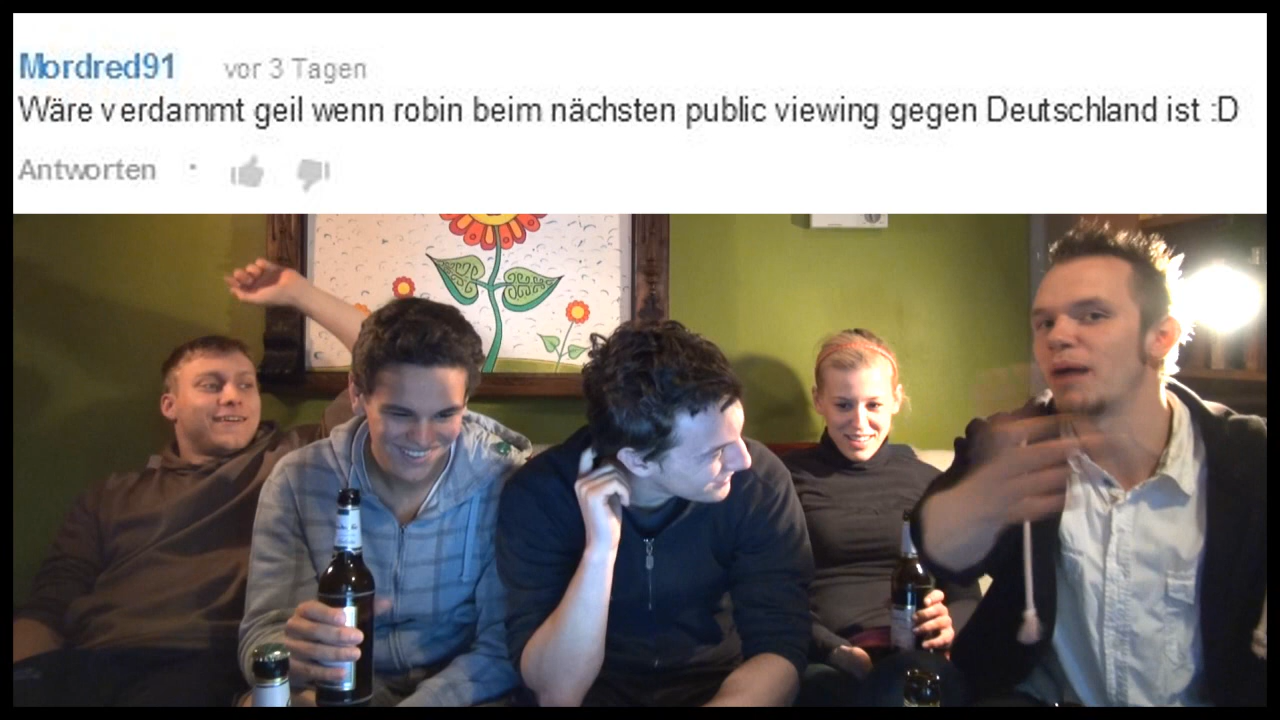 Mordred91 vor 3 Tagen
Wäre verdammt geil wenn robin beim nächsten public viewing gegen Deutschland ist :D
Antworten